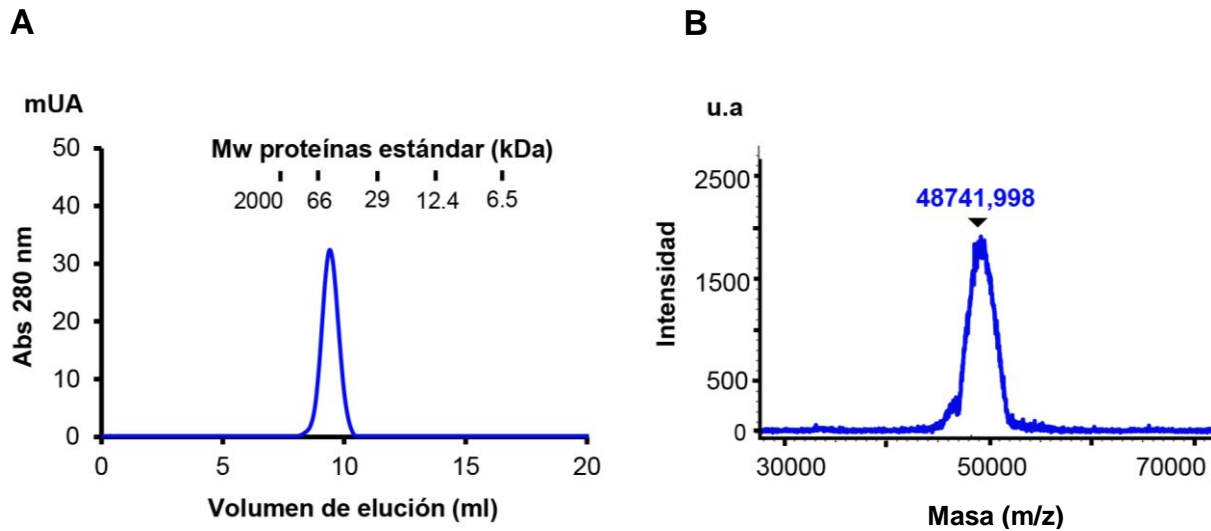 A
mUA
50
40
30
20
10
0
Abs 280 nm
Mw proteínas estándar (kDa)
2000 66 29 12.4 6.5
0 5 10 15 20
Volumen de elución (ml)
B
u.a
2500
1500
500
0
Intensidad
48741,998
30000 50000 70000
Masa (m/z)